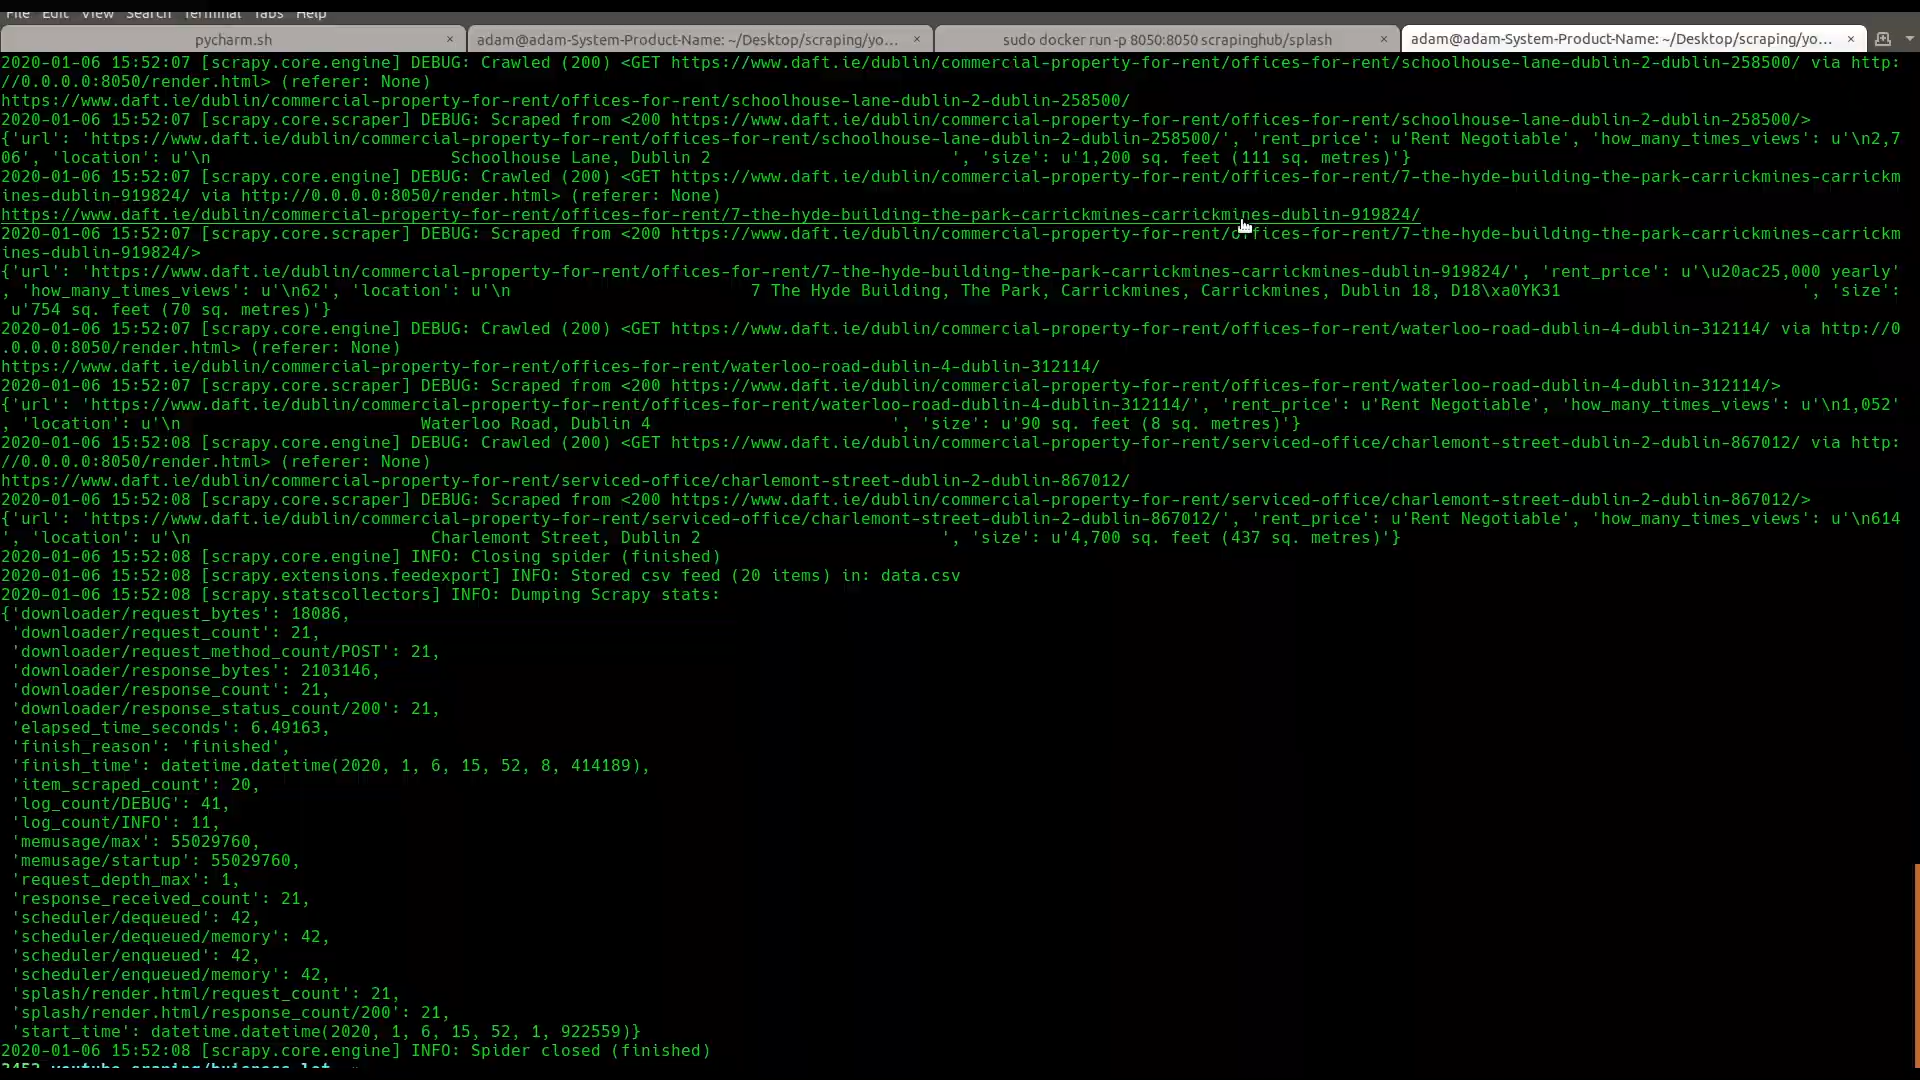 File Edit View Search Terminal Tabs Help
pycharm.sh × adam@adam-System-Product-Name: ~/Desktop/scraping/yo... × sudo docker run -p 8050:8050 scrapinghub/splash × adam@adam-System-Product-Name: ~/Desktop/scraping/yo... ×
2020-01-06 15:52:07 [scrapy.core.engine] DEBUG: Crawled (200) <GET https://www.daft.ie/dublin/commercial-property-for-rent/offices-for-rent/schoolhouse-lane-dublin-2-dublin-258500/ via http:
//0.0.0.0:8050/render.html> (referer: None)
https://www.daft.ie/dublin/commercial-property-for-rent/offices-for-rent/schoolhouse-lane-dublin-2-dublin-258500/
2020-01-06 15:52:07 [scrapy.core.scraper] DEBUG: Scraped from <200 https://www.daft.ie/dublin/commercial-property-for-rent/offices-for-rent/schoolhouse-lane-dublin-2-dublin-258500/>
{'url': 'https://www.daft.ie/dublin/commercial-property-for-rent/offices-for-rent/schoolhouse-lane-dublin-2-dublin-258500/', 'rent_price': u'Rent Negotiable', 'how_many_times_views': u'\n2,7
06', 'location': u'\n                        Schoolhouse Lane, Dublin 2                        ', 'size': u'1,200 sq. feet (111 sq. metres)'}
2020-01-06 15:52:07 [scrapy.core.engine] DEBUG: Crawled (200) <GET https://www.daft.ie/dublin/commercial-property-for-rent/offices-for-rent/7-the-hyde-building-the-park-carrickmines-carrickm
ines-dublin-919824/ via http://0.0.0.0:8050/render.html> (referer: None)
https://www.daft.ie/dublin/commercial-property-for-rent/offices-for-rent/7-the-hyde-building-the-park-carrickmines-carrickmines-dublin-919824/
2020-01-06 15:52:07 [scrapy.core.scraper] DEBUG: Scraped from <200 https://www.daft.ie/dublin/commercial-property-for-rent/offices-for-rent/7-the-hyde-building-the-park-carrickmines-carrickm
ines-dublin-919824/>
{'url': 'https://www.daft.ie/dublin/commercial-property-for-rent/offices-for-rent/7-the-hyde-building-the-park-carrickmines-carrickmines-dublin-919824/', 'rent_price': u'\u20ac25,000 yearly'
, 'how_many_times_views': u'\n62', 'location': u'\n                        7 The Hyde Building, The Park, Carrickmines, Carrickmines, Dublin 18, D18\xa0YK31                        ', 'size':
 u'754 sq. feet (70 sq. metres)'}
2020-01-06 15:52:07 [scrapy.core.engine] DEBUG: Crawled (200) <GET https://www.daft.ie/dublin/commercial-property-for-rent/offices-for-rent/waterloo-road-dublin-4-dublin-312114/ via http://0
.0.0.0:8050/render.html> (referer: None)
https://www.daft.ie/dublin/commercial-property-for-rent/offices-for-rent/waterloo-road-dublin-4-dublin-312114/
2020-01-06 15:52:07 [scrapy.core.scraper] DEBUG: Scraped from <200 https://www.daft.ie/dublin/commercial-property-for-rent/offices-for-rent/waterloo-road-dublin-4-dublin-312114/>
{'url': 'https://www.daft.ie/dublin/commercial-property-for-rent/offices-for-rent/waterloo-road-dublin-4-dublin-312114/', 'rent_price': u'Rent Negotiable', 'how_many_times_views': u'\n1,052'
, 'location': u'\n                        Waterloo Road, Dublin 4                        ', 'size': u'90 sq. feet (8 sq. metres)'}
2020-01-06 15:52:08 [scrapy.core.engine] DEBUG: Crawled (200) <GET https://www.daft.ie/dublin/commercial-property-for-rent/serviced-office/charlemont-street-dublin-2-dublin-867012/ via http:
//0.0.0.0:8050/render.html> (referer: None)
https://www.daft.ie/dublin/commercial-property-for-rent/serviced-office/charlemont-street-dublin-2-dublin-867012/
2020-01-06 15:52:08 [scrapy.core.scraper] DEBUG: Scraped from <200 https://www.daft.ie/dublin/commercial-property-for-rent/serviced-office/charlemont-street-dublin-2-dublin-867012/>
{'url': 'https://www.daft.ie/dublin/commercial-property-for-rent/serviced-office/charlemont-street-dublin-2-dublin-867012/', 'rent_price': u'Rent Negotiable', 'how_many_times_views': u'\n614
', 'location': u'\n                        Charlemont Street, Dublin 2                        ', 'size': u'4,700 sq. feet (437 sq. metres)'}
2020-01-06 15:52:08 [scrapy.core.engine] INFO: Closing spider (finished)
2020-01-06 15:52:08 [scrapy.extensions.feedexport] INFO: Stored csv feed (20 items) in: data.csv
2020-01-06 15:52:08 [scrapy.statscollectors] INFO: Dumping Scrapy stats:
{'downloader/request_bytes': 18086,
 'downloader/request_count': 21,
 'downloader/request_method_count/POST': 21,
 'downloader/response_bytes': 2103146,
 'downloader/response_count': 21,
 'downloader/response_status_count/200': 21,
 'elapsed_time_seconds': 6.49163,
 'finish_reason': 'finished',
 'finish_time': datetime.datetime(2020, 1, 6, 15, 52, 8, 414189),
 'item_scraped_count': 20,
 'log_count/DEBUG': 41,
 'log_count/INFO': 11,
 'memusage/max': 55029760,
 'memusage/startup': 55029760,
 'request_depth_max': 1,
 'response_received_count': 21,
 'scheduler/dequeued': 42,
 'scheduler/dequeued/memory': 42,
 'scheduler/enqueued': 42,
 'scheduler/enqueued/memory': 42,
 'splash/render.html/request_count': 21,
 'splash/render.html/response_count/200': 21,
 'start_time': datetime.datetime(2020, 1, 6, 15, 52, 1, 922559)}
2020-01-06 15:52:08 [scrapy.core.engine] INFO: Spider closed (finished)